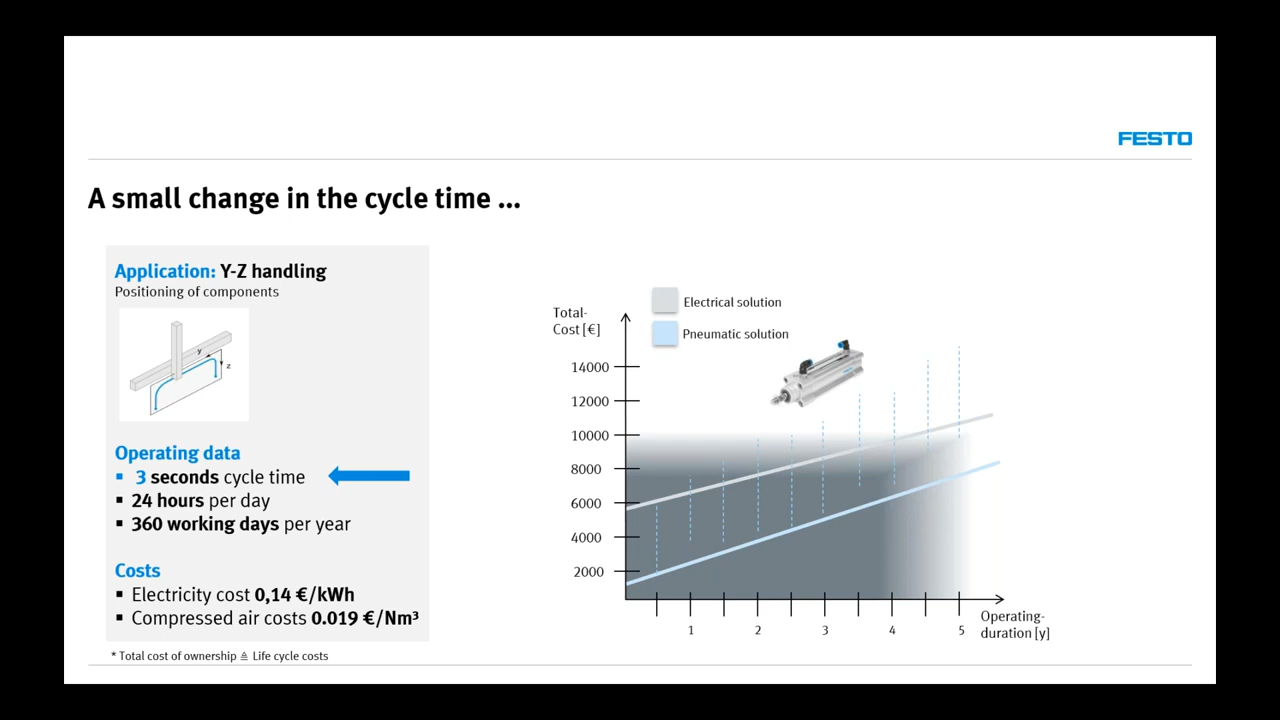 FESTO
A small change in the cycle time ...
Application: Y-Z handling
Positioning of components
y
z
Operating data
▪ 3 seconds cycle time
▪ 24 hours per day
▪ 360 working days per year
Costs
▪ Electricity cost 0,14 €/kWh
▪ Compressed air costs 0.019 €/Nm³
* Total cost of ownership ≙ Life cycle costs
Electrical solution
Pneumatic solution
Total-
Cost [€]
14000
12000
10000
8000
6000
4000
2000
1
2
3
4
5
Operating-
duration [y]